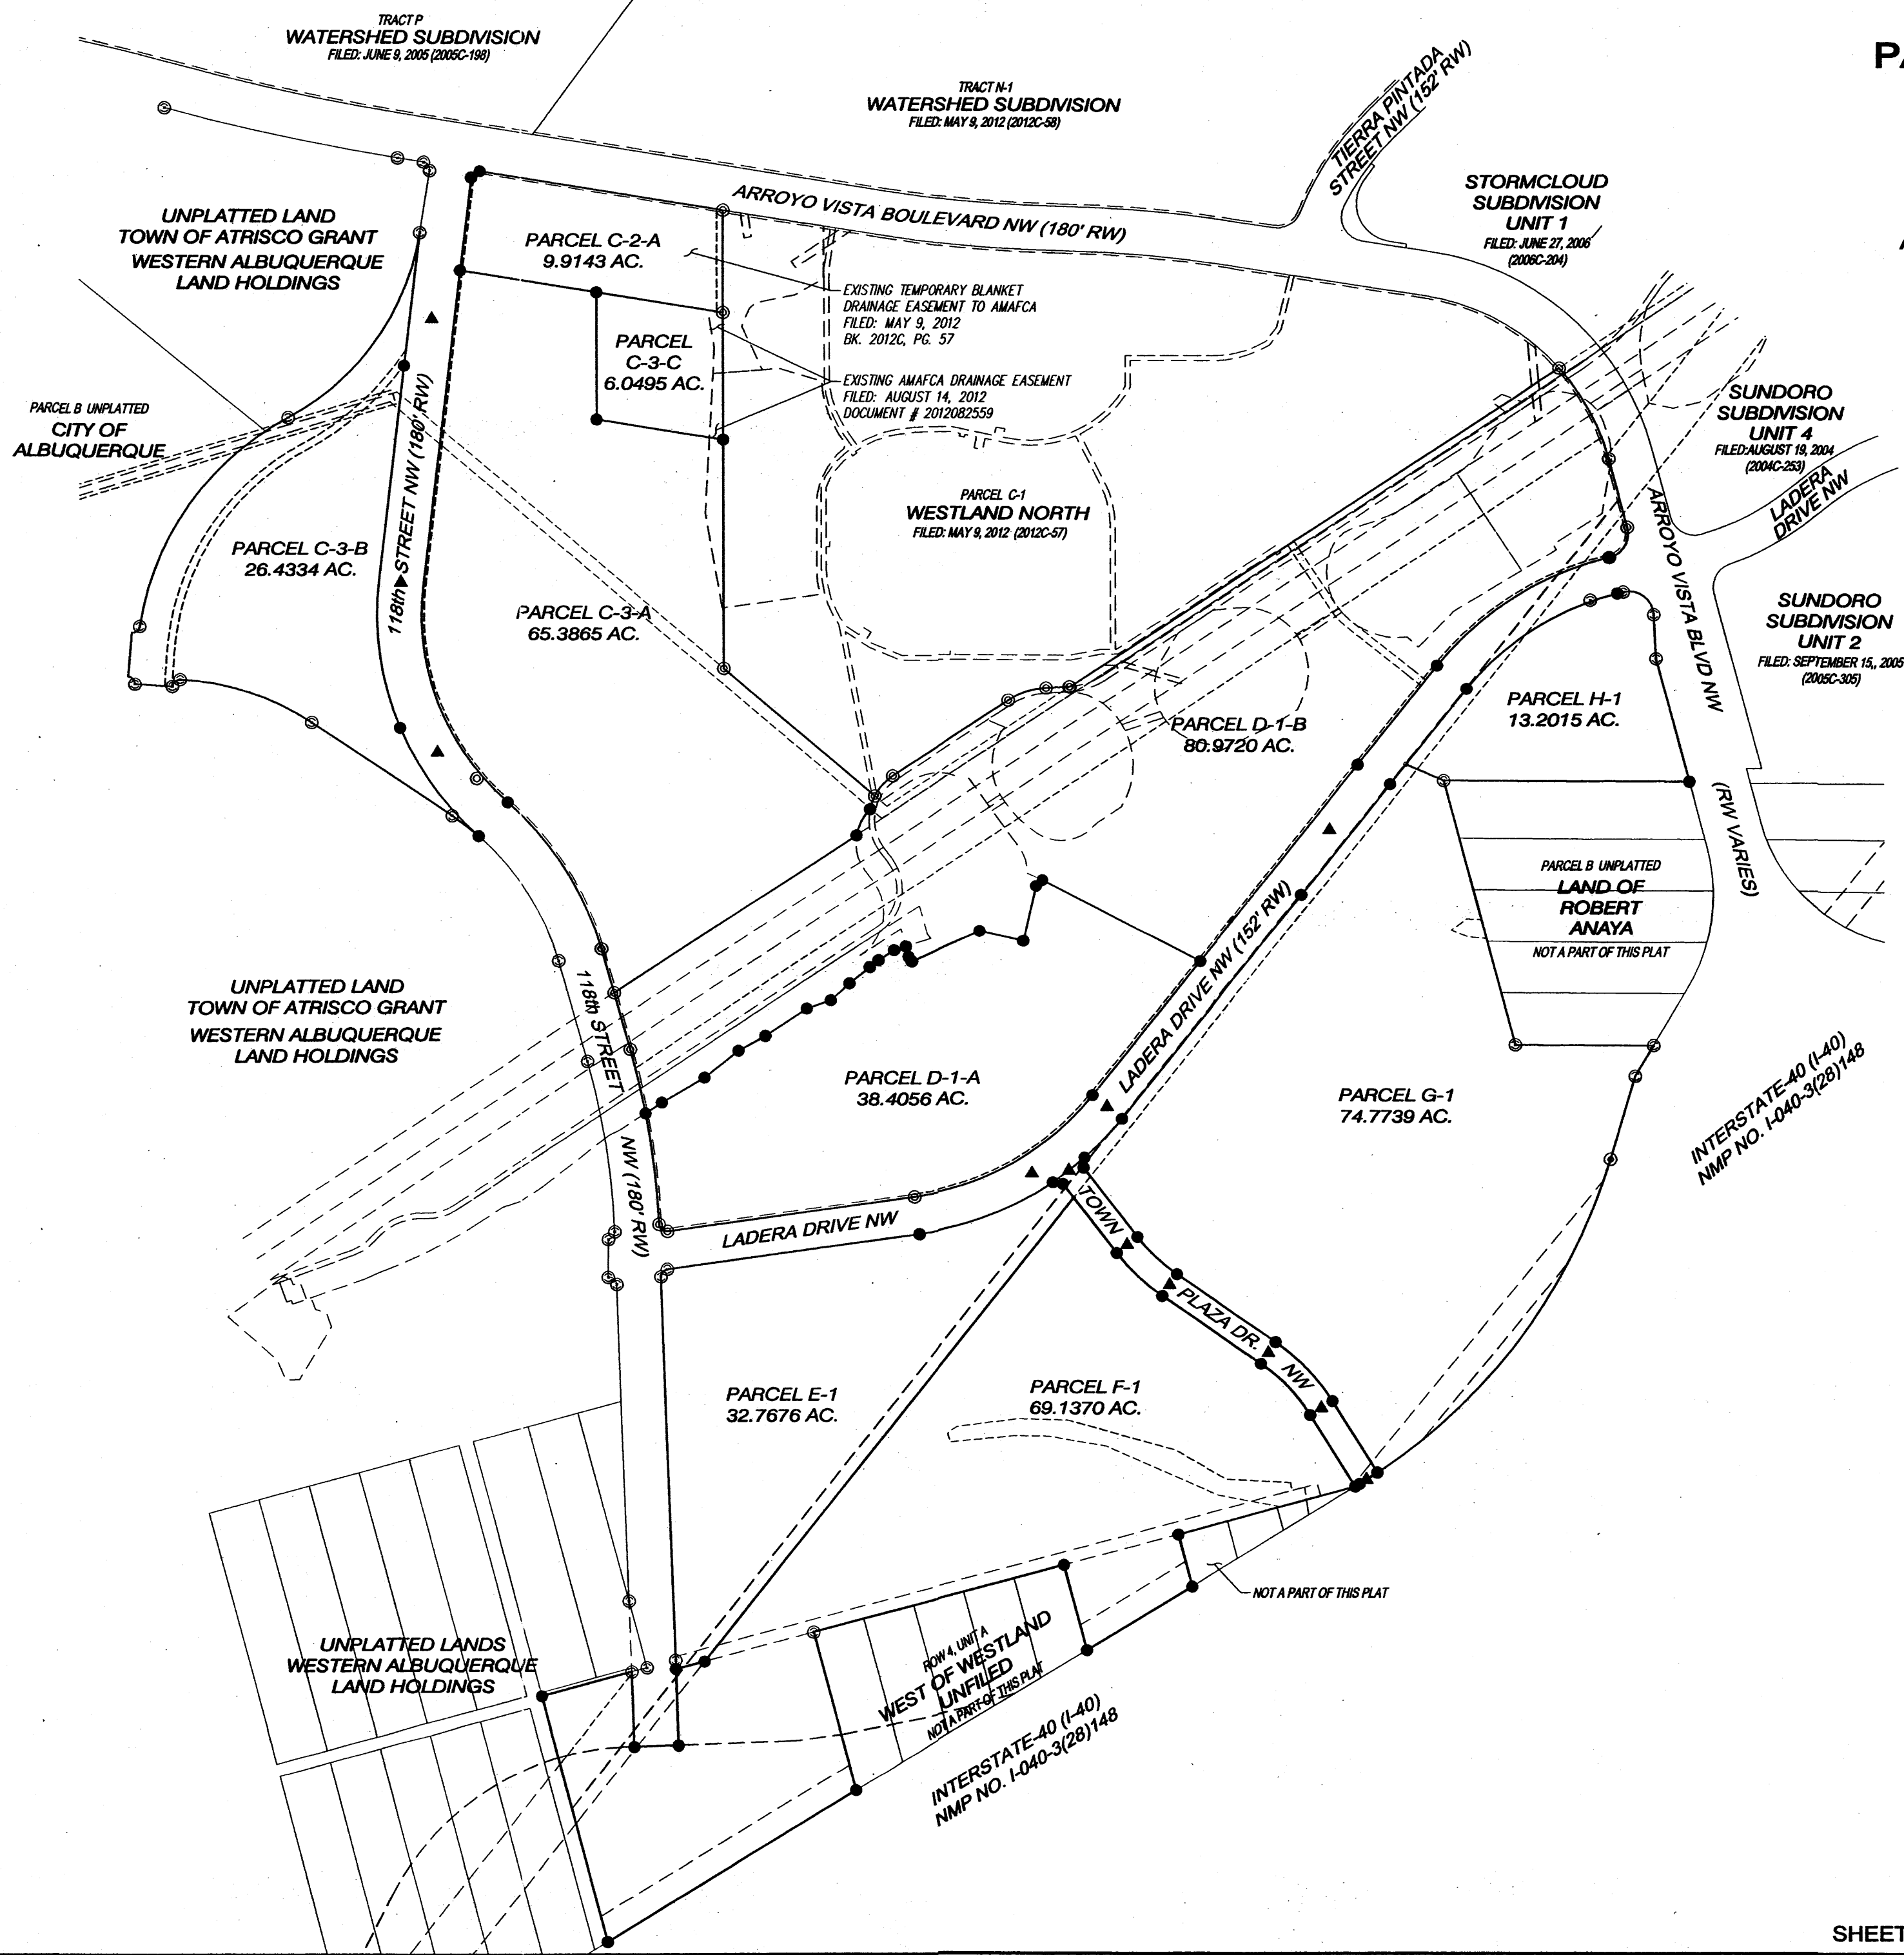 TRACT P
WATERSHED SUBDIVISION
FILED: JUNE 9, 2005 (2005C-198)
TRACT N-1
WATERSHED SUBDIVISION
FILED: MAY 9, 2012 (2012C-58)
TIERRA PINTADA
STREET NW (152' RW)
PA
STORMCLOUD
SUBDIVISION
UNIT 1
FILED: JUNE 27, 2006
(2006C-204)
UNPLATTED LAND
TOWN OF ATRISCO GRANT
WESTERN ALBUQUERQUE
LAND HOLDINGS
ARROYO VISTA BOULEVARD NW (180' RW)
PARCEL C-2-A
9.9143 AC.
EXISTING TEMPORARY BLANKET
DRAINAGE EASEMENT TO AMAFCA
FILED: MAY 9, 2012
BK. 2012C, PG. 57
PARCEL
C-3-C
6.0495 AC.
EXISTING AMAFCA DRAINAGE EASEMENT
FILED: AUGUST 14, 2012
DOCUMENT # 2012082559
PARCEL B UNPLATTED
CITY OF
ALBUQUERQUE
SUNDORO
SUBDIVISION
UNIT 4
FILED:AUGUST 19, 2004
(2004C-253)
LADERA
DRIVE NW
PARCEL C-1
WESTLAND NORTH
FILED: MAY 9, 2012 (2012C-57)
118th STREET NW (180' RW)
PARCEL C-3-B
26.4334 AC.
PARCEL C-3-A
65.3865 AC.
ARROYO VISTA BLVD NW
(RW VARIES)
SUNDORO
SUBDIVISION
UNIT 2
FILED: SEPTEMBER 15,, 2005
(2005C-305)
PARCEL H-1
13.2015 AC.
PARCEL D-1-B
80.9720 AC.
PARCEL B UNPLATTED
LAND OF
ROBERT
ANAYA
NOT A PART OF THIS PLAT
UNPLATTED LAND
TOWN OF ATRISCO GRANT
WESTERN ALBUQUERQUE
LAND HOLDINGS
118th STREET
NW (180' RW)
LADERA DRIVE NW (152' RW)
PARCEL D-1-A
38.4056 AC.
PARCEL G-1
74.7739 AC.
INTERSTATE-40 (I-40)
NMP NO. I-040-3(28)148
LADERA DRIVE NW
TOWN
PLAZA DR.
NW
PARCEL E-1
32.7676 AC.
PARCEL F-1
69.1370 AC.
NOT A PART OF THIS PLAT
ROW 4, UNIT A
WEST OF WESTLAND
UNFILED
NOT A PART OF THIS PLAT
UNPLATTED LANDS
WESTERN ALBUQUERQUE
LAND HOLDINGS
INTERSTATE-40 (I-40)
NMP NO. I-040-3(28)148
SHEET